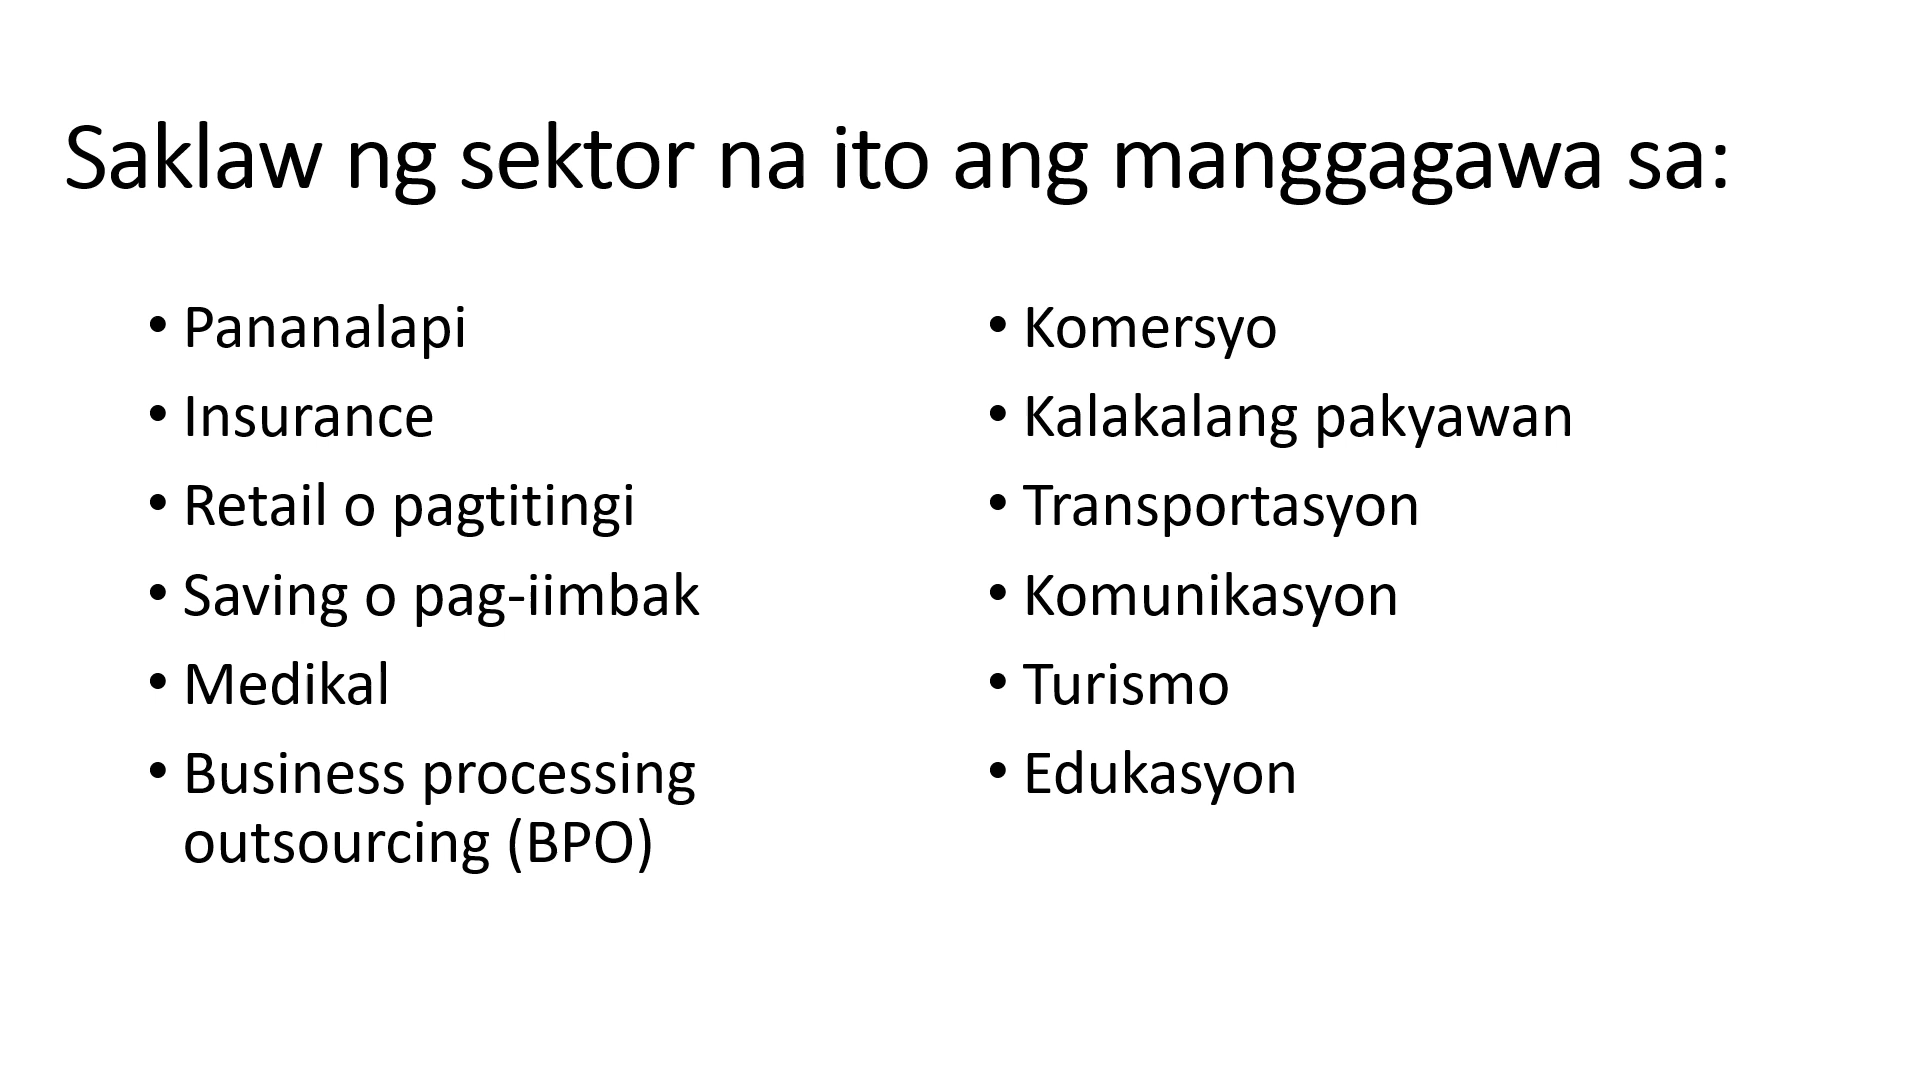 Saklaw ng sektor na ito ang manggagawa sa:
• Pananalapi
• Insurance
• Retail o pagtitingi
• Saving o pag-iimbak
• Medikal
• Business processing
outsourcing (BPO)
• Komersyo
• Kalakalang pakyawan
• Transportasyon
• Komunikasyon
• Turismo
• Edukasyon